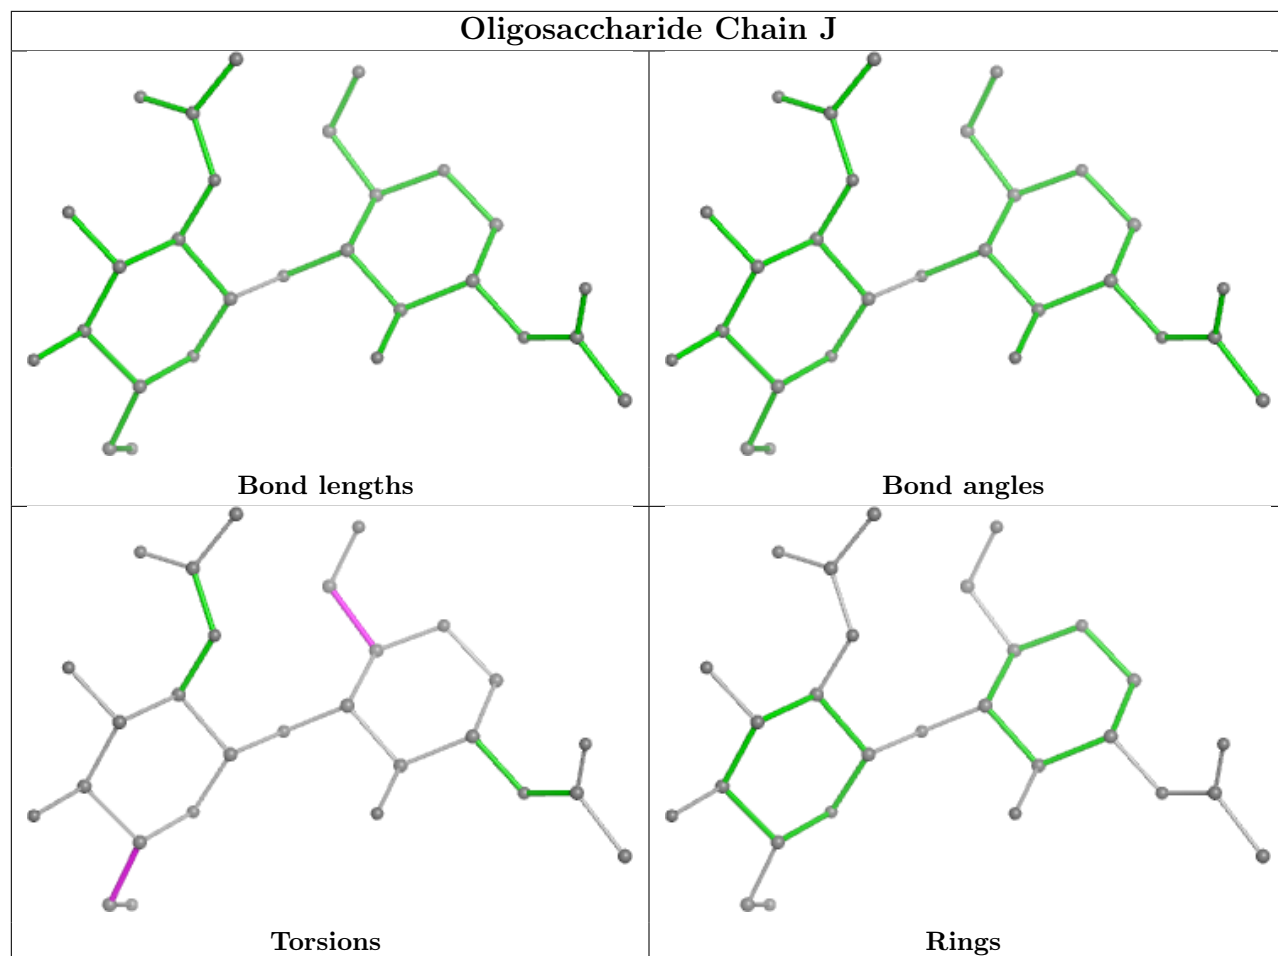 Oligosaccharide Chain J
Bond lengths
Bond angles
Torsions
Rings